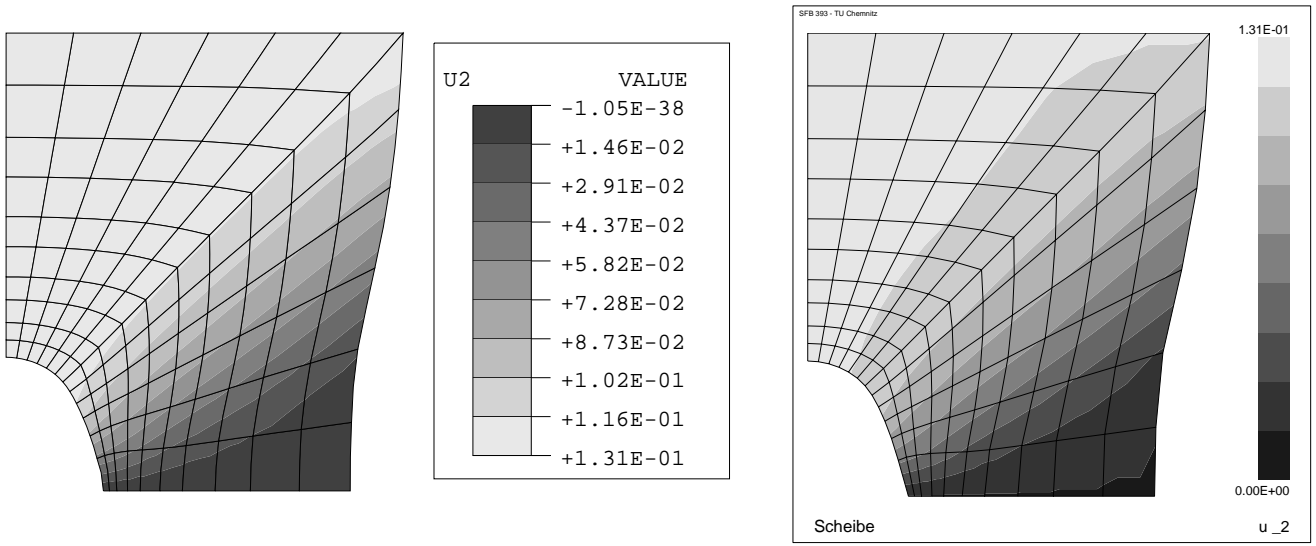 U2 VALUE
-1.05E-38
+1.46E-02
+2.91E-02
+4.37E-02
+5.82E-02
+7.28E-02
+8.73E-02
+1.02E-01
+1.16E-01
+1.31E-01
SFB 393 - TU Chemnitz
1.31E-01
0.00E+00
Scheibe u _2